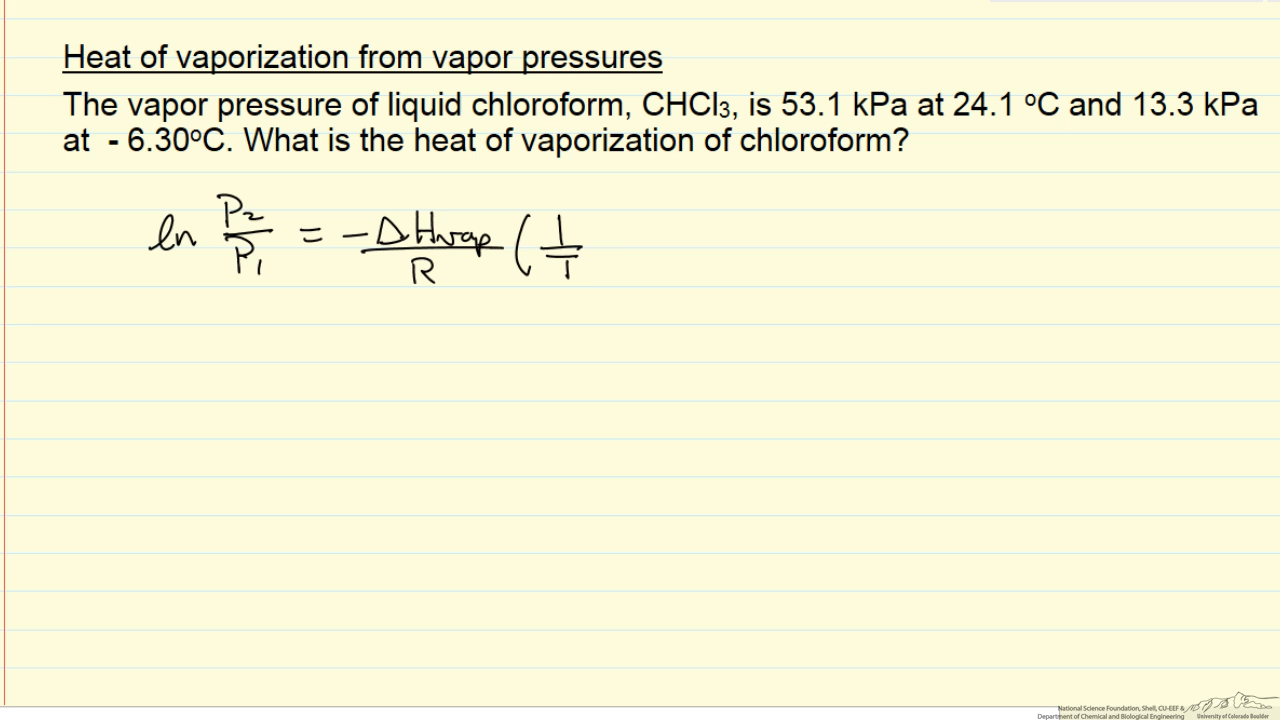 Heat of vaporization from vapor pressures
The vapor pressure of liquid chloroform, CHCl₃, is 53.1 kPa at 24.1 ºC and 13.3 kPa
at - 6.30ºC. What is the heat of vaporization of chloroform?
ln P₂/P₁ = -ΔHvap/R (1/T
National Science Foundation, Shell, CU-EEF &
Department of Chemical and Biological Engineering University of Colorado Boulder